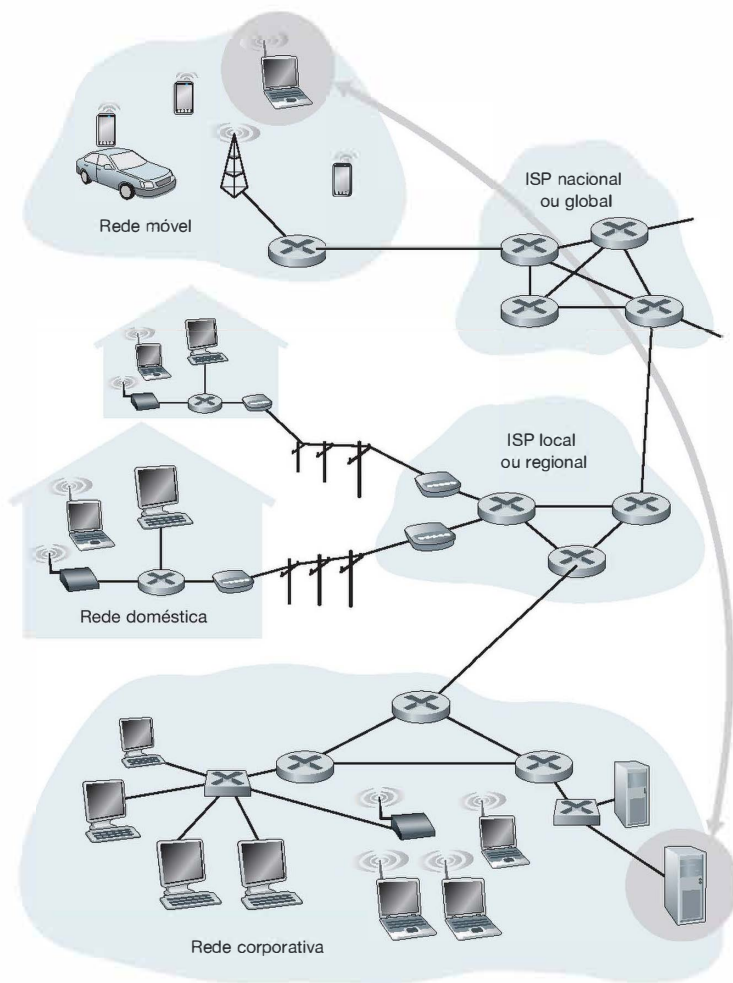 Rede móvel
ISP nacional
ou global
ISP local
ou regional
Rede doméstica
Rede corporativa